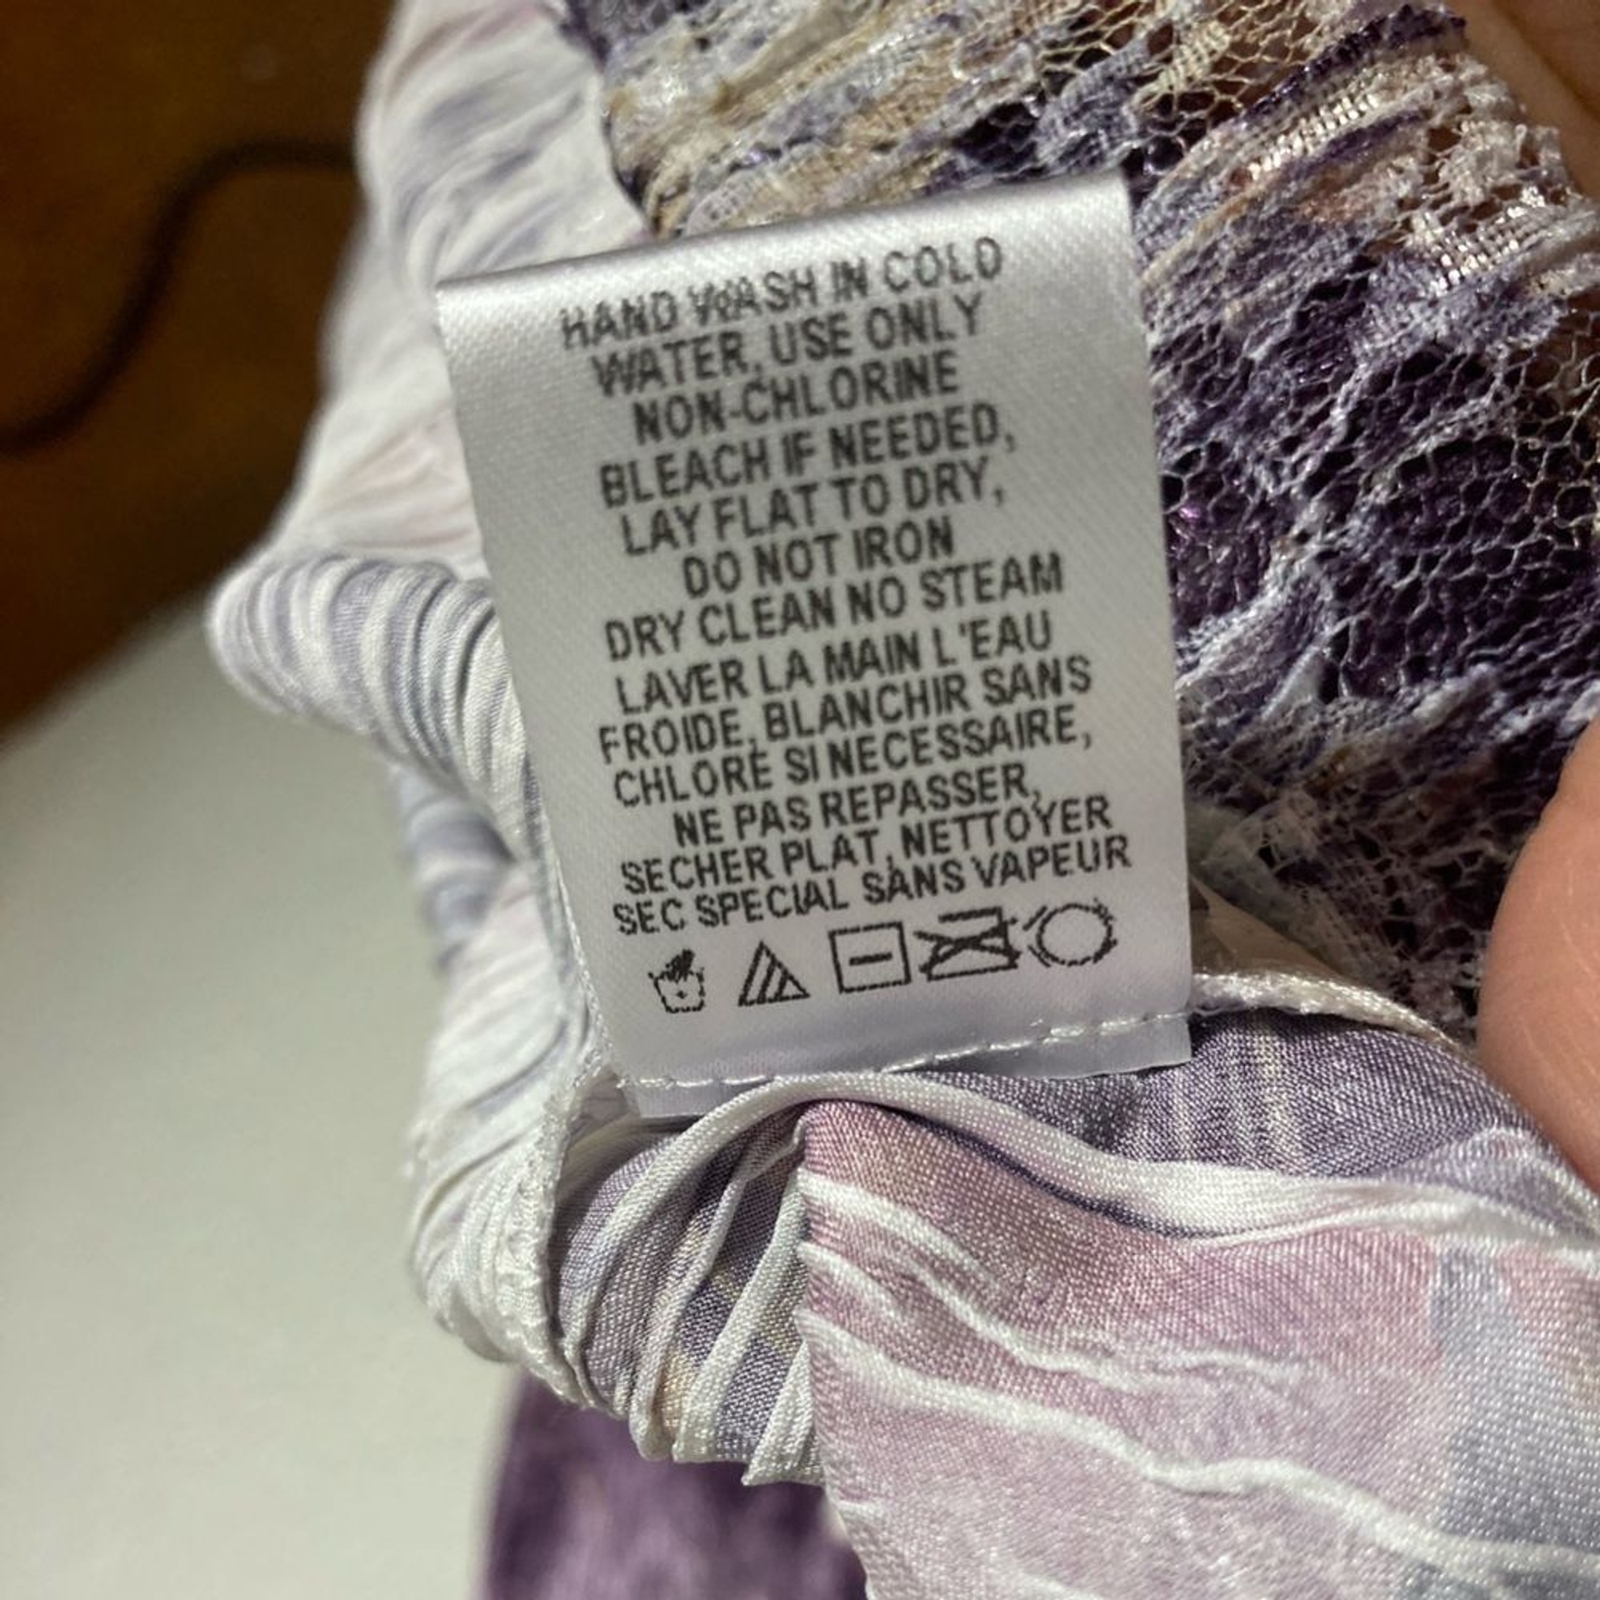 HAND WASH IN COLD
WATER, USE ONLY
NON-CHLORINE
BLEACH IF NEEDED,
LAY FLAT TO DRY,
DO NOT IRON
DRY CLEAN NO STEAM
LAVER LA MAIN L'EAU
FROIDE, BLANCHIR SANS
CHLORE SI NECESSAIRE,
NE PAS REPASSER,
SECHER PLAT, NETTOYER
SEC SPECIAL SANS VAPEUR